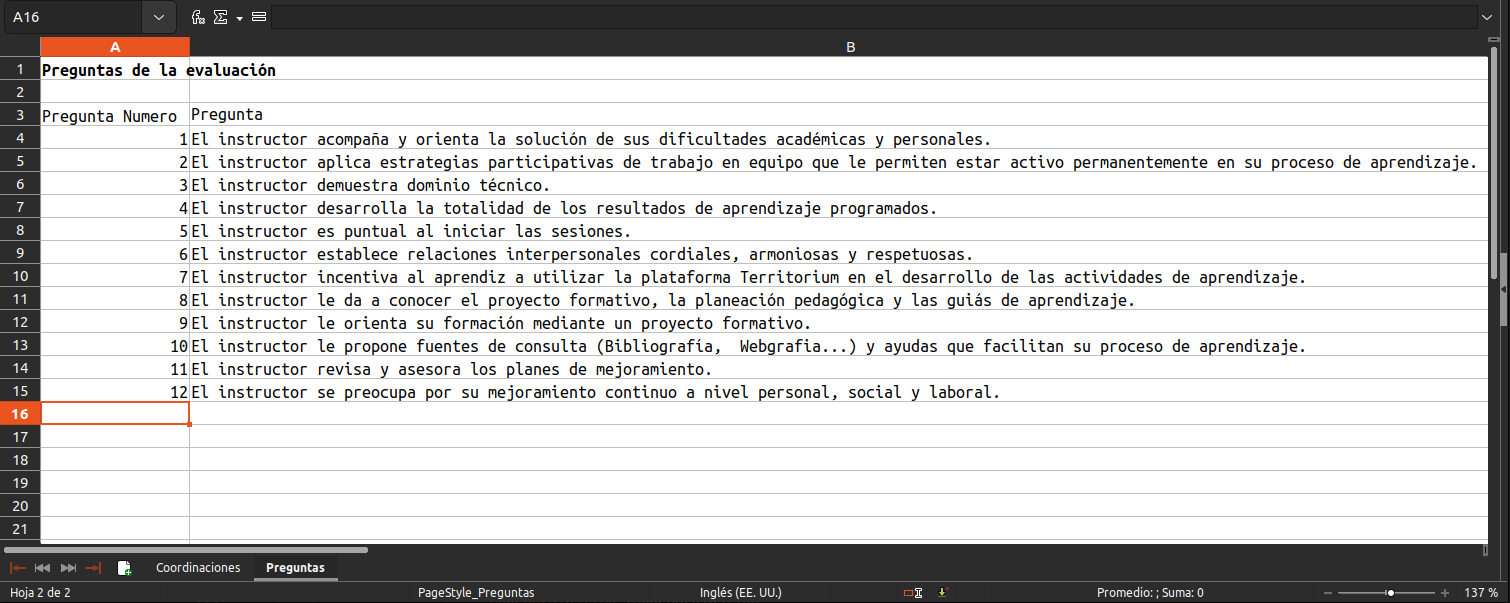 A16
A B
1 Preguntas de la evaluación
2
3 Pregunta Numero Pregunta
4 1 El instructor acompaña y orienta la solución de sus dificultades académicas y personales.
5 2 El instructor aplica estrategias participativas de trabajo en equipo que le permiten estar activo permanentemente en su proceso de aprendizaje.
6 3 El instructor demuestra dominio técnico.
7 4 El instructor desarrolla la totalidad de los resultados de aprendizaje programados.
8 5 El instructor es puntual al iniciar las sesiones.
9 6 El instructor establece relaciones interpersonales cordiales, armoniosas y respetuosas.
10 7 El instructor incentiva al aprendiz a utilizar la plataforma Territorium en el desarrollo de las actividades de aprendizaje.
11 8 El instructor le da a conocer el proyecto formativo, la planeación pedagógica y las guiás de aprendizaje.
12 9 El instructor le orienta su formación mediante un proyecto formativo.
13 10 El instructor le propone fuentes de consulta (Bibliografía,  Webgrafia...) y ayudas que facilitan su proceso de aprendizaje.
14 11 El instructor revisa y asesora los planes de mejoramiento.
15 12 El instructor se preocupa por su mejoramiento continuo a nivel personal, social y laboral.
16
17
18
19
20
21
Coordinaciones Preguntas
Hoja 2 de 2 PageStyle_Preguntas Inglés (EE. UU.) Promedio: ; Suma: 0 137 %